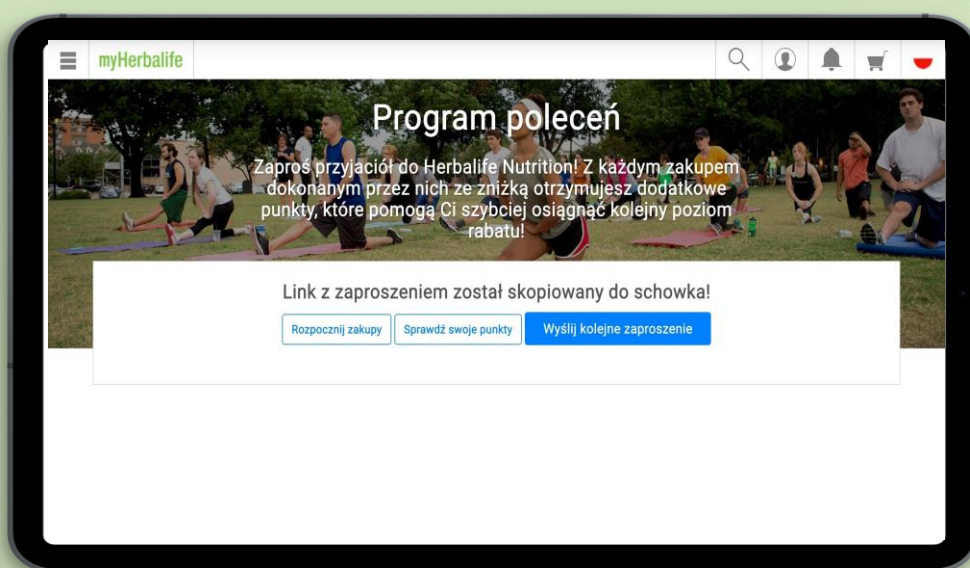 myHerbalife
Program poleceń
Zaproś przyjaciół do Herbalife Nutrition! Z każdym zakupem
dokonanym przez nich ze zniżką otrzymujesz dodatkowe
punkty, które pomogą Ci szybciej osiągnąć kolejny poziom
rabatu!
Link z zaproszeniem został skopiowany do schowka!
Rozpocznij zakupy
Sprawdź swoje punkty
Wyślij kolejne zaproszenie